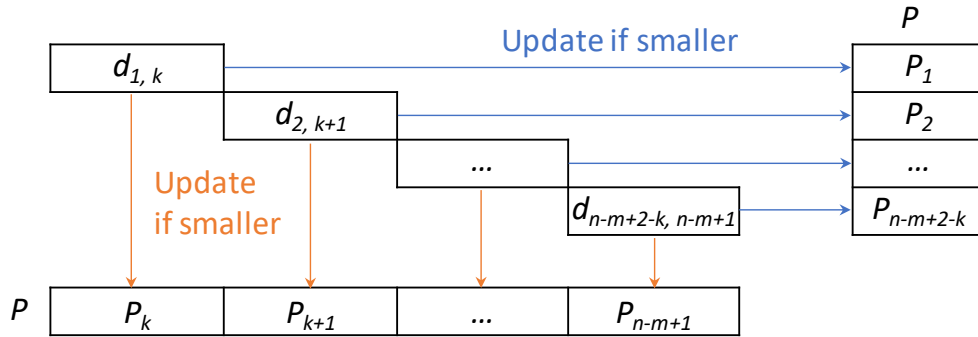 P
Update if smaller
d1, k
P1
d2, k+1
P2
...
...
Update
if smaller
dn-m+2-k, n-m+1
Pn-m+2-k
P
Pk
Pk+1
...
Pn-m+1